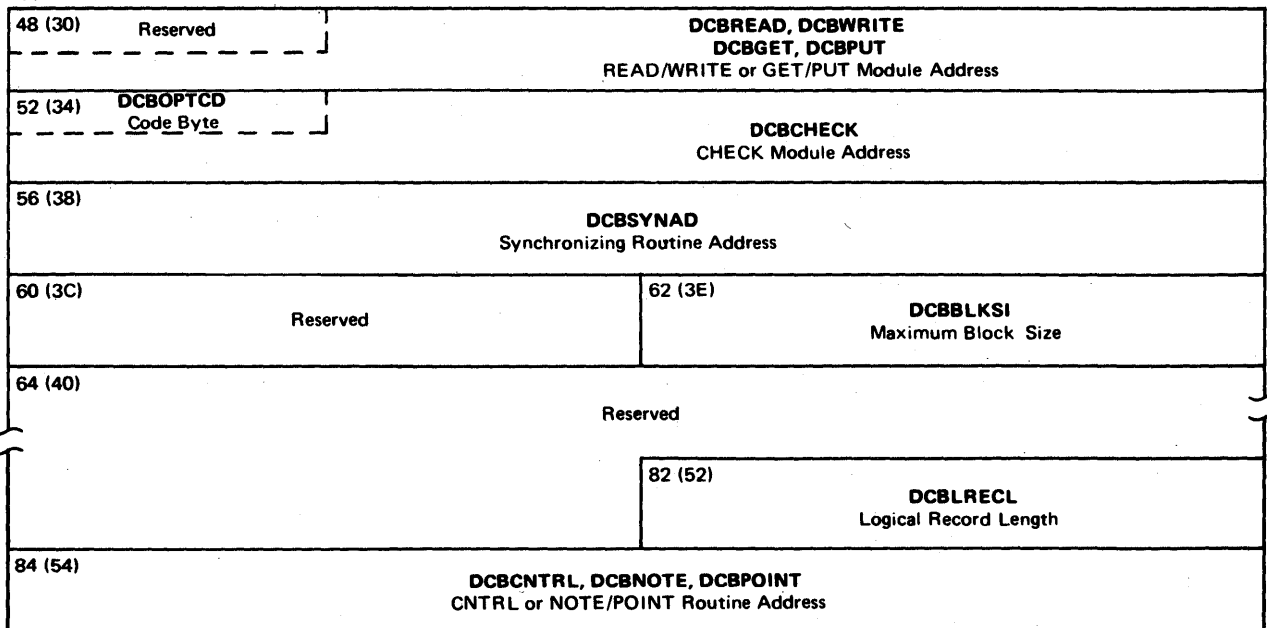 48 (30) Reserved
DCBREAD, DCBWRITE
DCBGET, DCBPUT
READ/WRITE or GET/PUT Module Address
52 (34) DCBOPTCD
Code Byte
DCBCHECK
CHECK Module Address
56 (38)
DCBSYNAD
Synchronizing Routine Address
60 (3C)
Reserved
62 (3E)
DCBBLKSI
Maximum Block Size
64 (40)
Reserved
82 (52)
DCBLRECL
Logical Record Length
84 (54)
DCBCNTRL, DCBNOTE, DCBPOINT
CNTRL or NOTE/POINT Routine Address